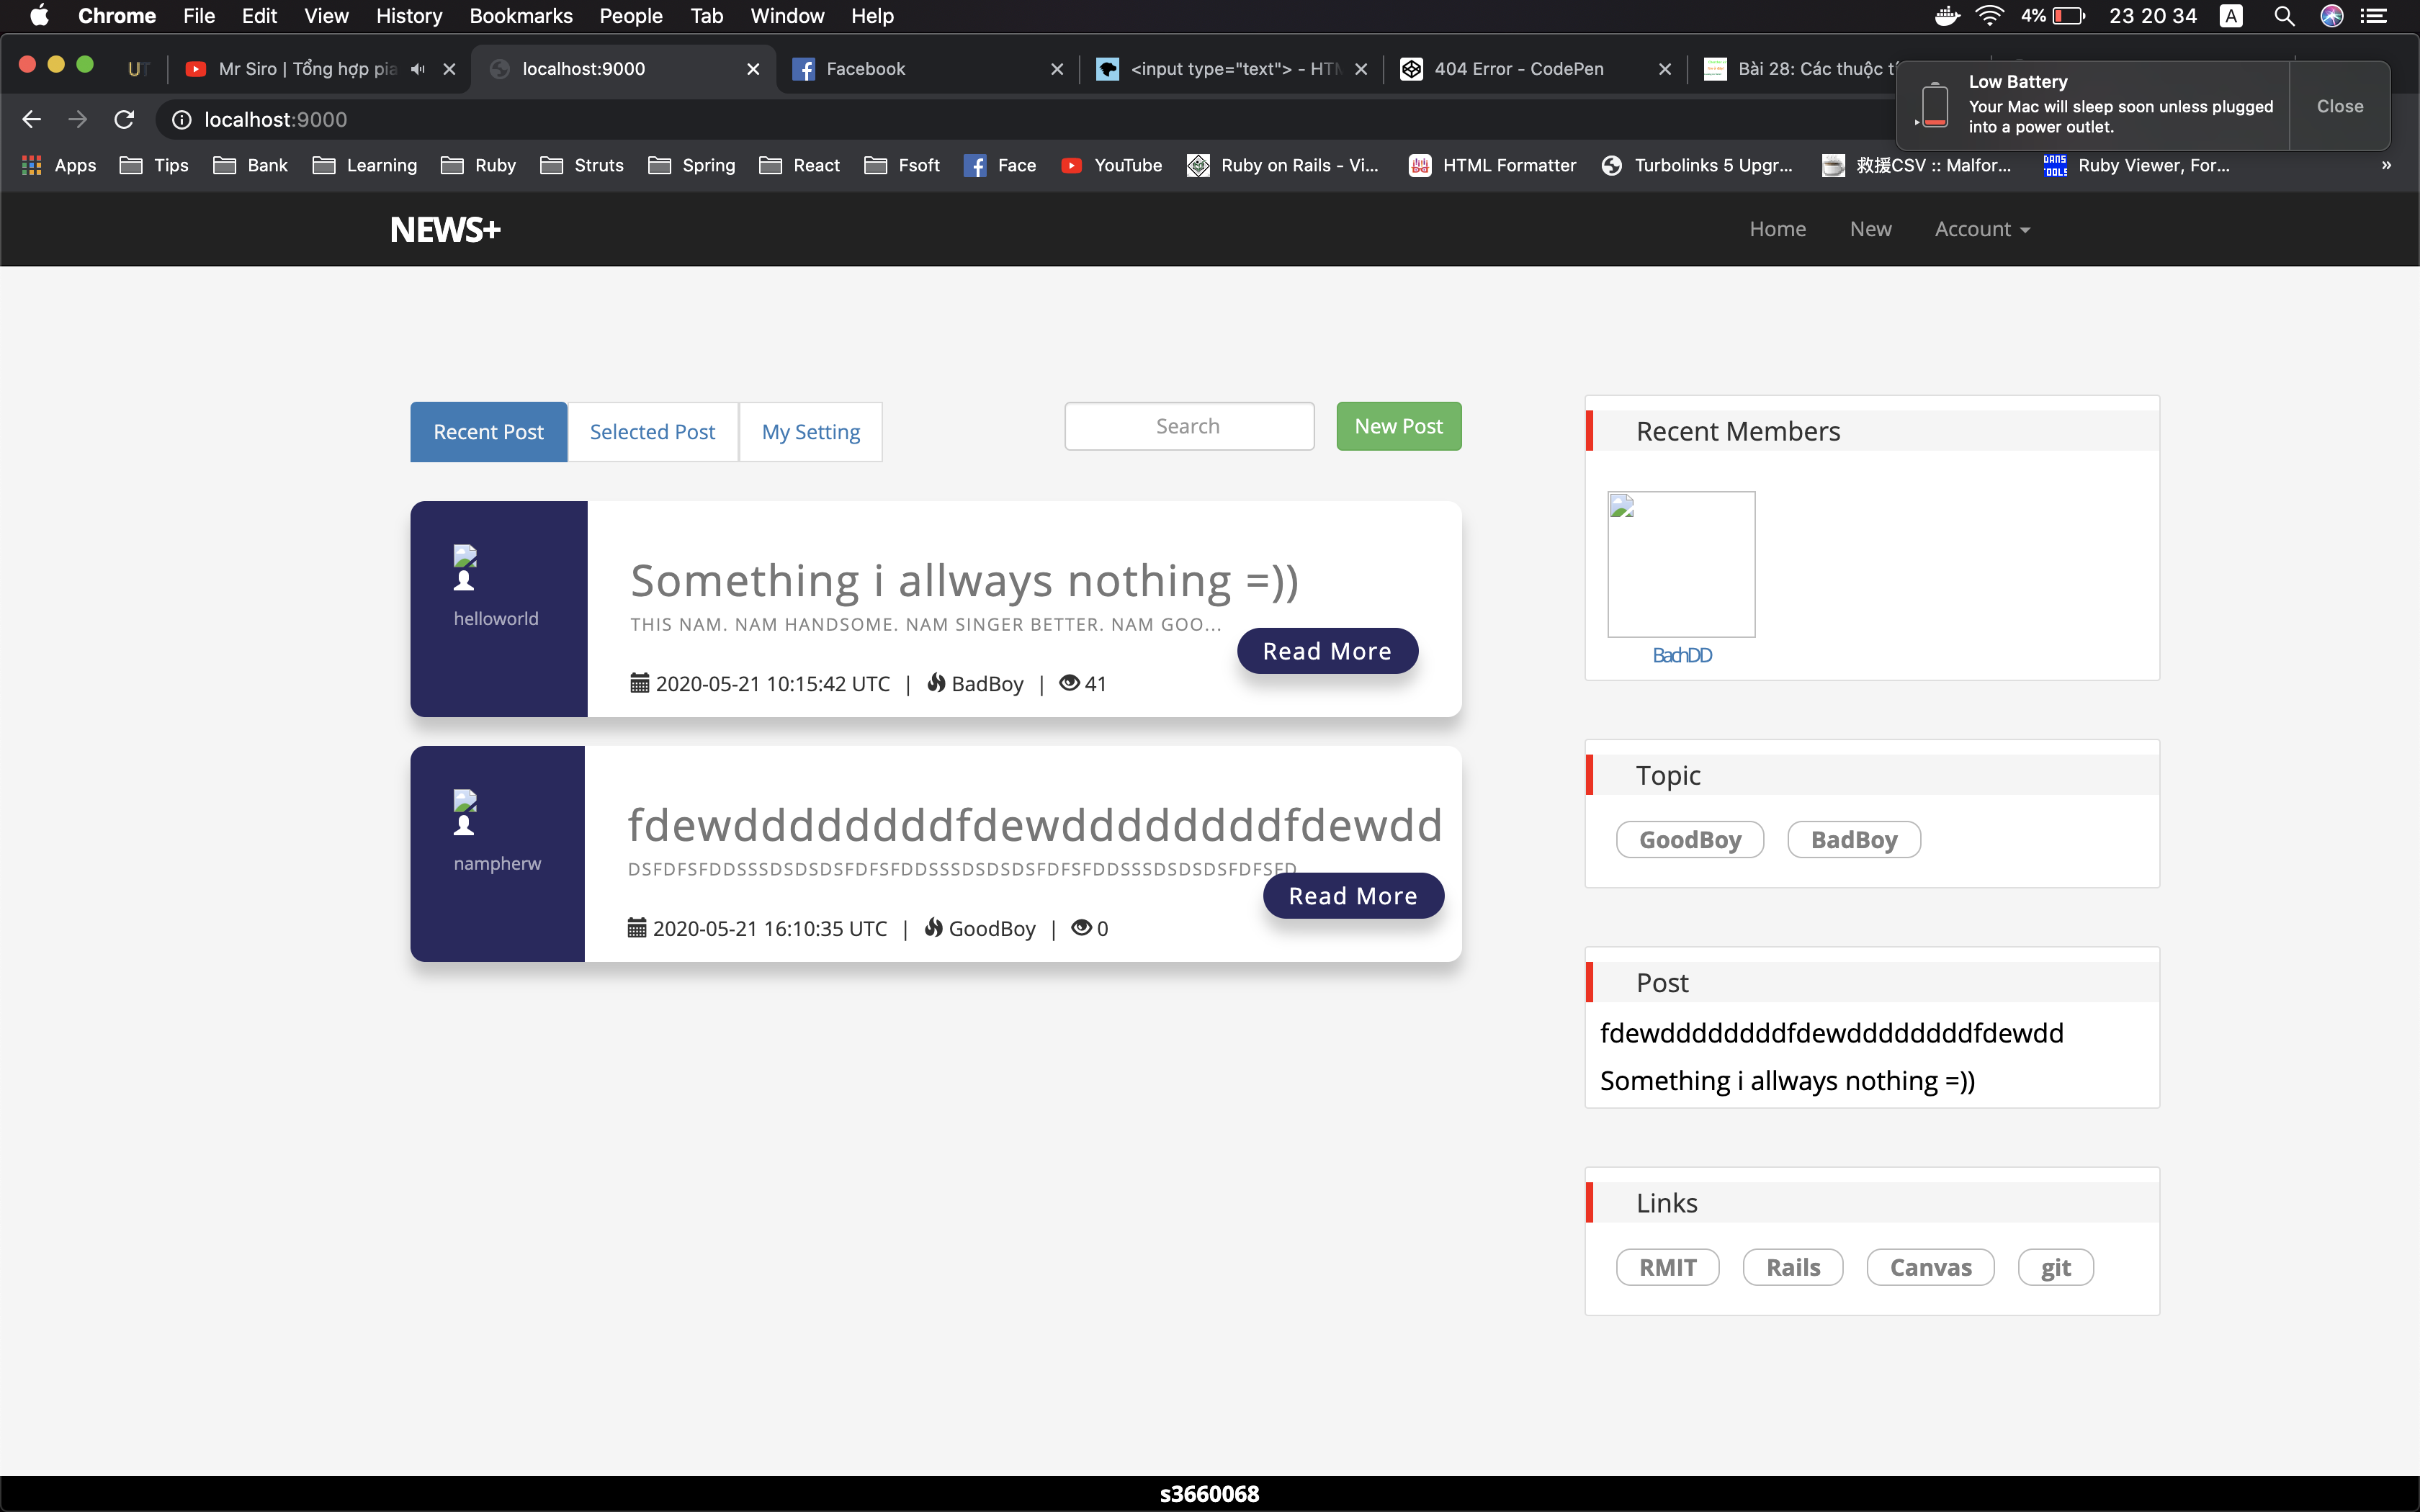 Chrome File Edit View History Bookmarks People Tab Window Help 4% 23 20 34 A
UT Mr Siro | Tổng hợp pia localhost:9000 Facebook <input type="text"> - HTM 404 Error - CodePen Bài 28: Các thuộc t
Low Battery
Your Mac will sleep soon unless plugged
into a power outlet.
Close
localhost:9000
Apps Tips Bank Learning Ruby Struts Spring React Fsoft Face YouTube Ruby on Rails - Vi... HTML Formatter Turbolinks 5 Upgr... 救援CSV :: Malfor... Ruby Viewer, For... »
NEWS+ Home New Account
Recent Post Selected Post My Setting Search New Post
helloworld
Something i allways nothing =))
THIS NAM. NAM HANDSOME. NAM SINGER BETTER. NAM GOO...
Read More
2020-05-21 10:15:42 UTC | BadBoy | 41
nampherw
fdewddddddddfdewddddddddfdewdd
DSFDFSFDDSSSDSDSDSFDFSFDDSSSDSDSDSFDFSFDDSSSDSDSDSFDFSFD
Read More
2020-05-21 16:10:35 UTC | GoodBoy | 0
Recent Members
BachDD
Topic
GoodBoy BadBoy
Post
fdewddddddddfdewddddddddfdewdd
Something i allways nothing =))
Links
RMIT Rails Canvas git
s3660068